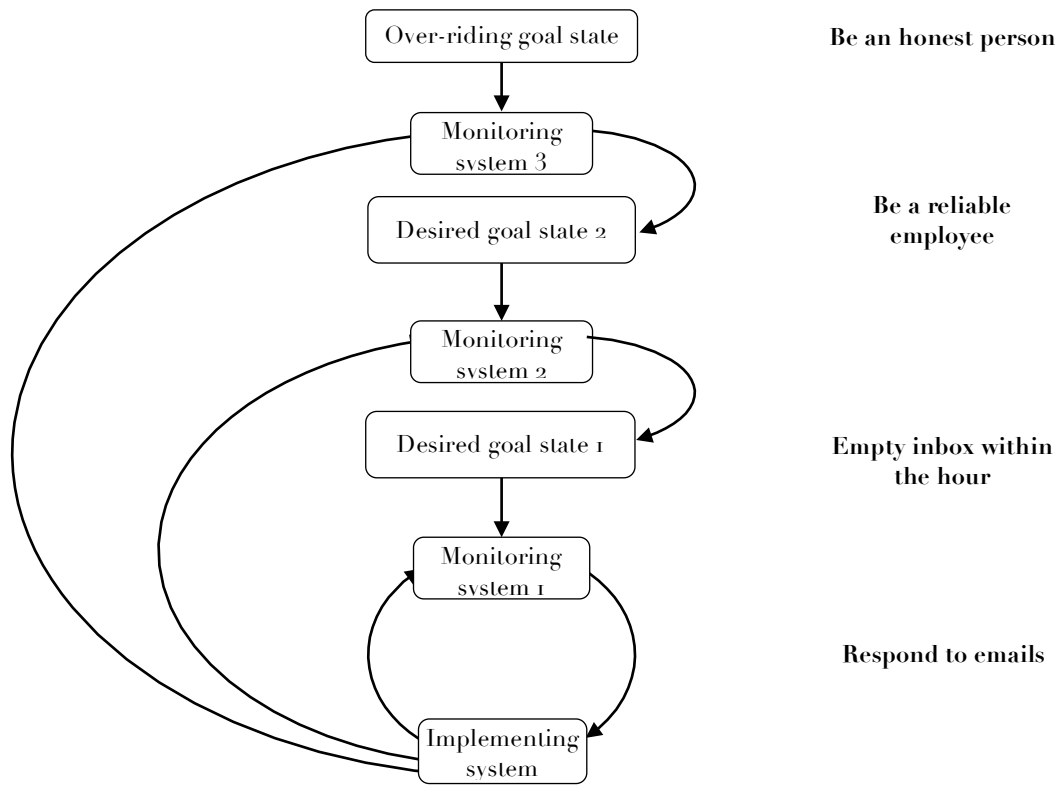 Over-riding goal state
Be an honest person
Monitoring
system 3
Be a reliable
employee
Desired goal state 2
Monitoring
system 2
Desired goal state 1
Empty inbox within
the hour
Monitoring
system 1
Respond to emails
Implementing
system